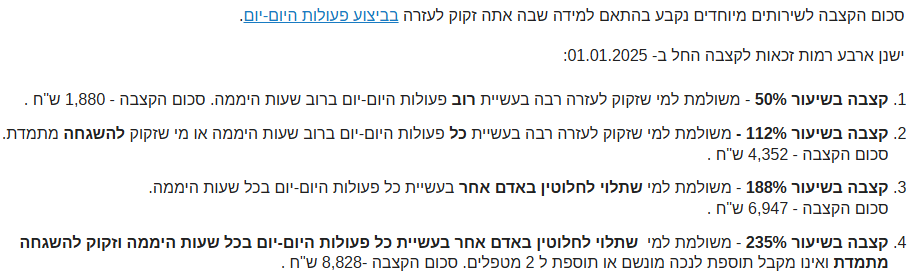 סכום הקצבה לשירותים מיוחדים נקבע בהתאם למידה שבה אתה זקוק לעזרה בביצוע פעולות היום-יום.
ישנן ארבע רמות זכאות לקצבה החל ב- 01.01.2025:
1. קצבה בשיעור 50% - משולמת למי שזקוק לעזרה רבה בעשיית רוב פעולות היום-יום ברוב שעות היממה. סכום הקצבה - 1,880 ש"ח .
2. קצבה בשיעור 112% - משולמת למי שזקוק לעזרה רבה בעשיית כל פעולות היום-יום ברוב שעות היממה או מי שזקוק להשגחה מתמדת.
סכום הקצבה - 4,352 ש"ח .
3. קצבה בשיעור 188% - משולמת למי שתלוי לחלוטין באדם אחר בעשיית כל פעולות היום-יום בכל שעות היממה.
סכום הקצבה - 6,947 ש"ח .
4. קצבה בשיעור 235% - משולמת למי שתלוי לחלוטין באדם אחר בעשיית כל פעולות היום-יום בכל שעות היממה וזקוק להשגחה
מתמדת ואינו מקבל תוספת לנכה מונשם או תוספת ל 2 מטפלים. סכום הקצבה -8,828 ש"ח .